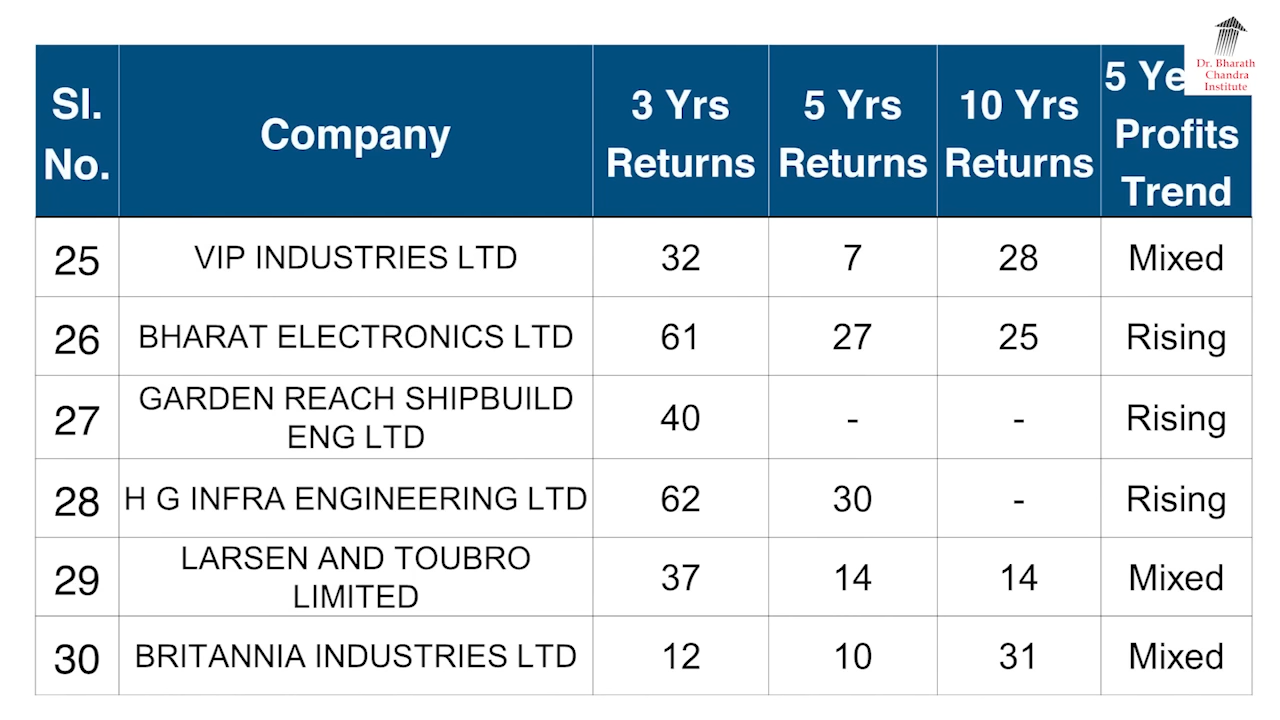 Dr. Bharath
Chandra
Institute
Sl.
No.
Company
3 Yrs
Returns
5 Yrs
Returns
10 Yrs
Returns
5 Ye
Profits
Trend
25 VIP INDUSTRIES LTD 32 7 28 Mixed
26 BHARAT ELECTRONICS LTD 61 27 25 Rising
27 GARDEN REACH SHIPBUILD
ENG LTD 40 - - Rising
28 H G INFRA ENGINEERING LTD 62 30 - Rising
29 LARSEN AND TOUBRO
LIMITED 37 14 14 Mixed
30 BRITANNIA INDUSTRIES LTD 12 10 31 Mixed